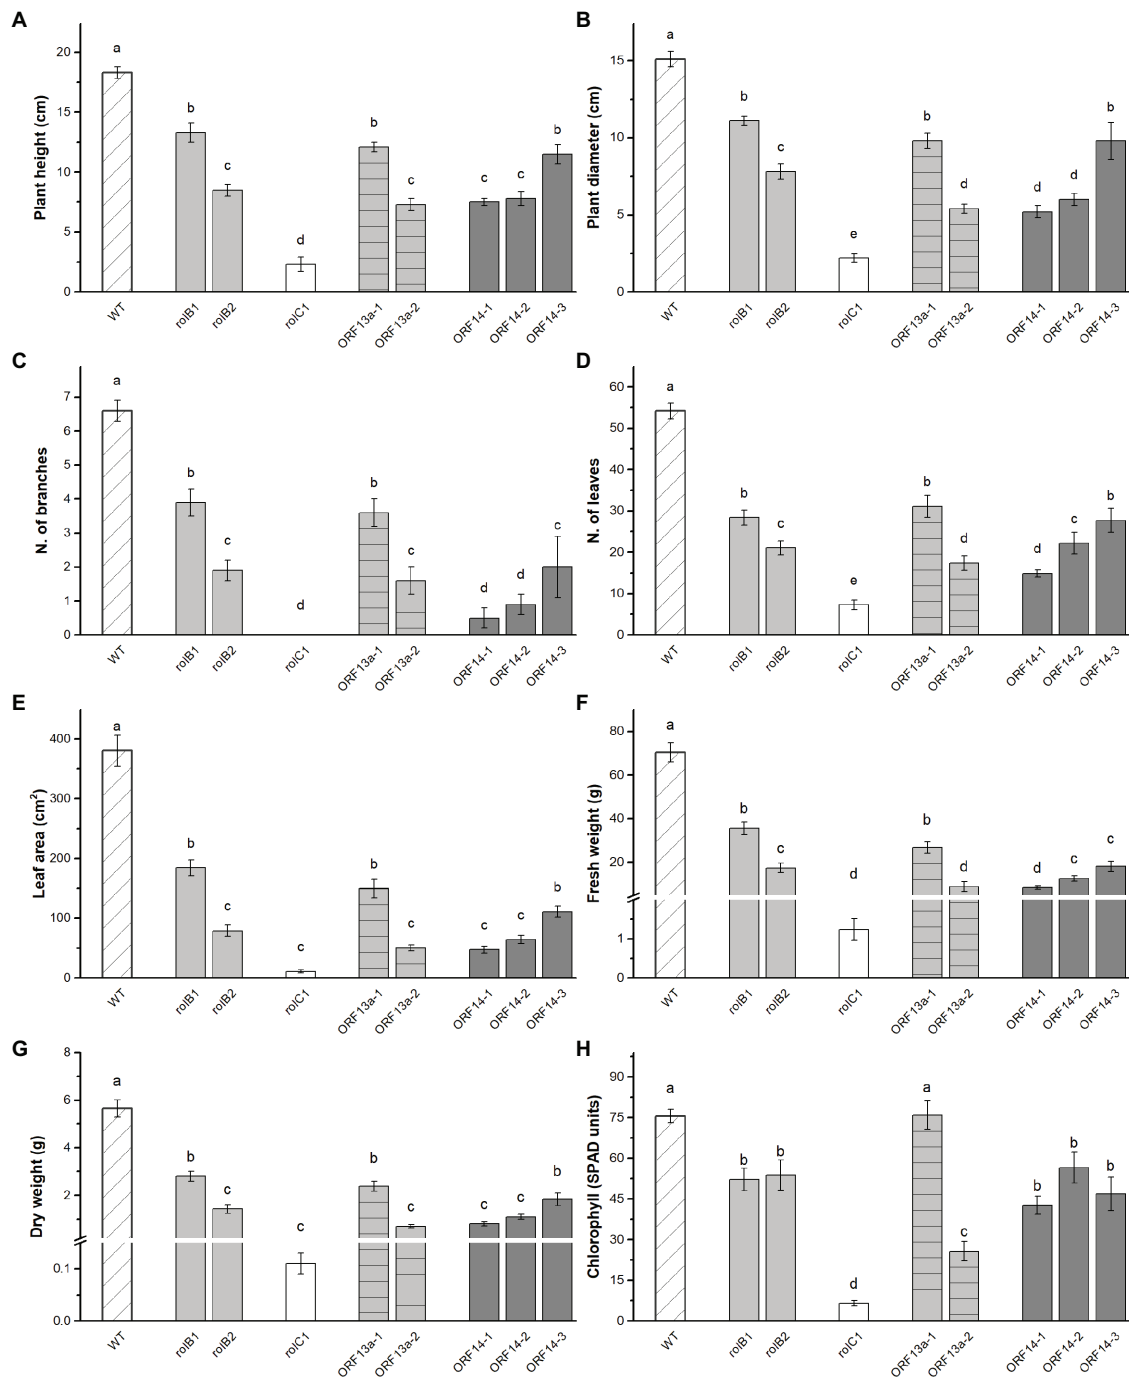 A
Plant height (cm)
20
15
10
5
0
a
b
c
d
b
c
c
c
b
WT
rolB1
rolB2
rolC1
ORF13a-1
ORF13a-2
ORF14-1
ORF14-2
ORF14-3
B
Plant diameter (cm)
15
10
5
0
a
b
c
e
b
d
d
d
b
WT
rolB1
rolB2
rolC1
ORF13a-1
ORF13a-2
ORF14-1
ORF14-2
ORF14-3
C
N. of branches
7
6
5
4
3
2
1
0
a
b
c
d
b
c
d
d
c
WT
rolB1
rolB2
rolC1
ORF13a-1
ORF13a-2
ORF14-1
ORF14-2
ORF14-3
D
N. of leaves
60
50
40
30
20
10
0
a
b
c
e
b
d
d
c
b
WT
rolB1
rolB2
rolC1
ORF13a-1
ORF13a-2
ORF14-1
ORF14-2
ORF14-3
E
Leaf area (cm²)
400
300
200
100
0
a
b
c
c
b
c
c
c
b
WT
rolB1
rolB2
rolC1
ORF13a-1
ORF13a-2
ORF14-1
ORF14-2
ORF14-3
F
Fresh weight (g)
80
60
40
20
1
0
a
b
c
d
b
d
d
c
c
WT
rolB1
rolB2
rolC1
ORF13a-1
ORF13a-2
ORF14-1
ORF14-2
ORF14-3
G
Dry weight (g)
8
6
4
2
0.1
0.0
a
b
c
c
b
c
c
c
b
WT
rolB1
rolB2
rolC1
ORF13a-1
ORF13a-2
ORF14-1
ORF14-2
ORF14-3
H
Chlorophyll (SPAD units)
90
75
60
45
30
15
0
a
b
b
d
a
c
b
b
b
WT
rolB1
rolB2
rolC1
ORF13a-1
ORF13a-2
ORF14-1
ORF14-2
ORF14-3